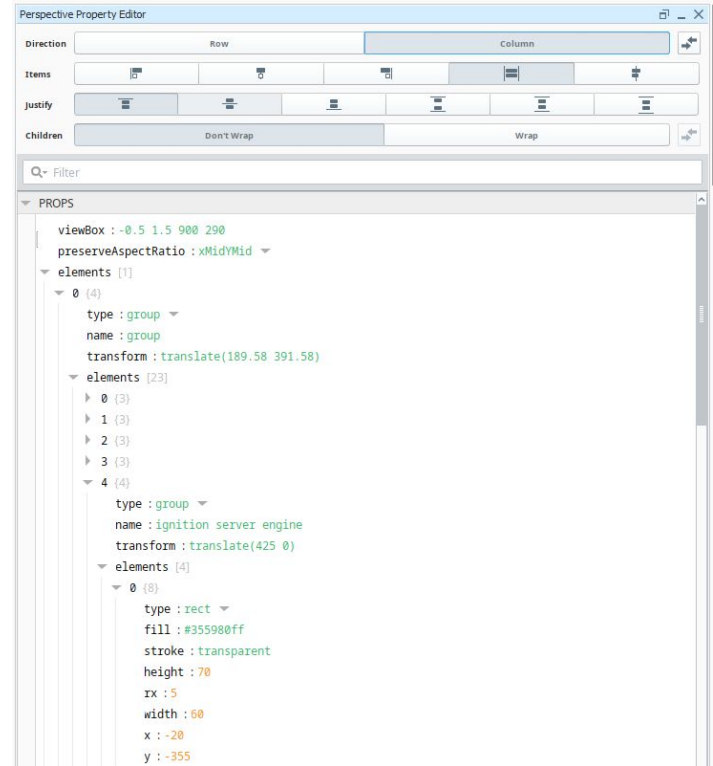 Perspective Property Editor
Direction Row Column
Items
Justify
Children Don't Wrap Wrap
Filter
PROPS
viewBox : -0.5 1.5 900 290
preserveAspectRatio : xMidYMid
elements [1]
0 {4}
type : group
name : group
transform : translate(189.58 391.58)
elements [23]
0 {3}
1 {3}
2 {3}
3 {3}
4 {4}
type : group
name : ignition server engine
transform : translate(425 0)
elements [4]
0 {8}
type : rect
fill : #355980ff
stroke : transparent
height : 70
rx : 5
width : 60
x : -20
y : -355